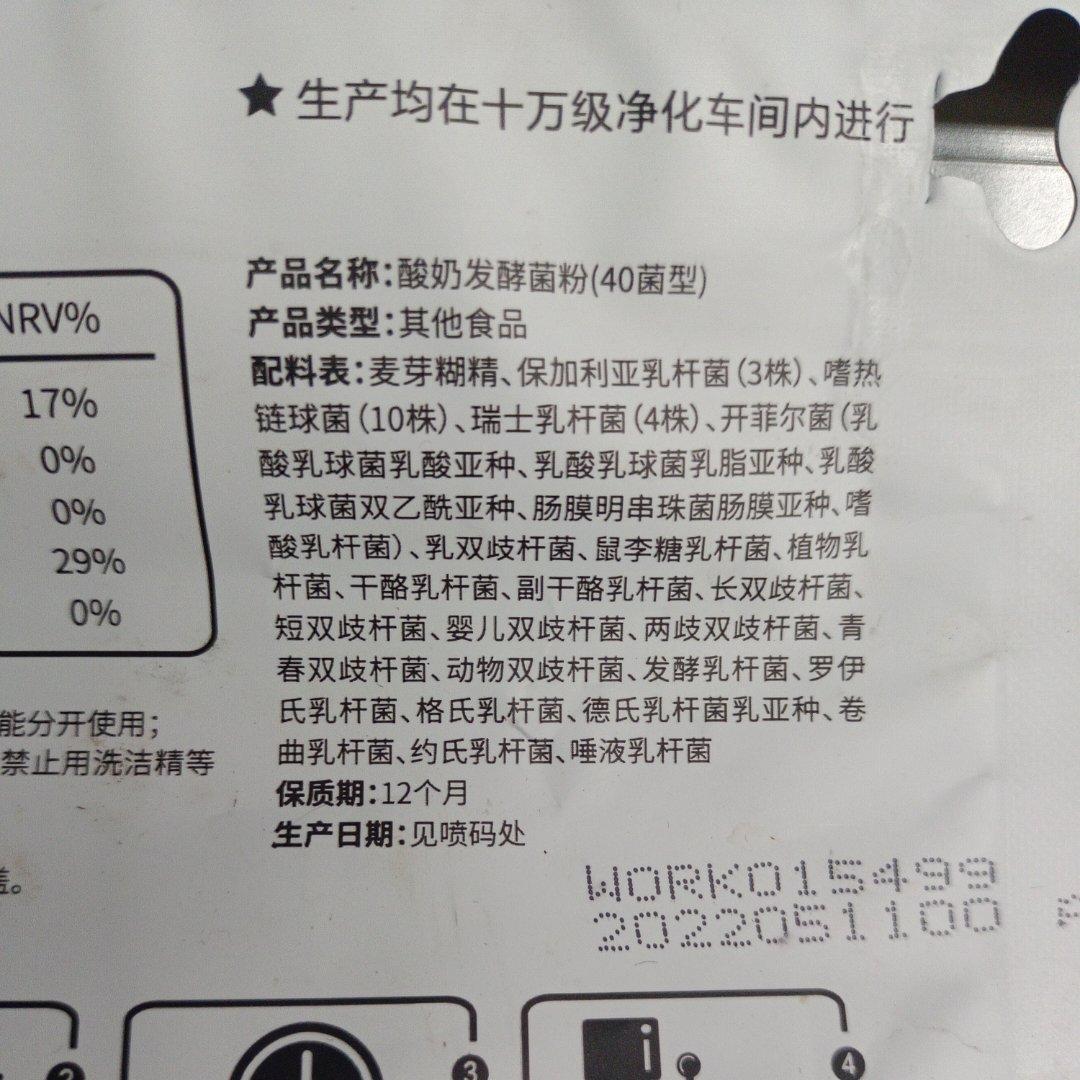 ★ 生产均在十万级净化车间内进行
NRV%
17%
0%
0%
29%
0%
能分开使用；
禁止用洗洁精等
盖。
产品名称：酸奶发酵菌粉(40菌型)
产品类型：其他食品
配料表：麦芽糊精、保加利亚乳杆菌（3株）、嗜热
链球菌（10株）、瑞士乳杆菌（4株）、开菲尔菌（乳
酸乳球菌乳酸亚种、乳酸乳球菌乳脂亚种、乳酸
乳球菌双乙酰亚种、肠膜明串珠菌肠膜亚种、嗜
酸乳杆菌）、乳双歧杆菌、鼠李糖乳杆菌、植物乳
杆菌、干酪乳杆菌、副干酪乳杆菌、长双歧杆菌、
短双歧杆菌、婴儿双歧杆菌、两歧双歧杆菌、青
春双歧杆菌、动物双歧杆菌、发酵乳杆菌、罗伊
氏乳杆菌、格氏乳杆菌、德氏乳杆菌乳亚种、卷
曲乳杆菌、约氏乳杆菌、唾液乳杆菌
保质期：12个月
生产日期：见喷码处
WORK015499
2022051100
2
3
i
4